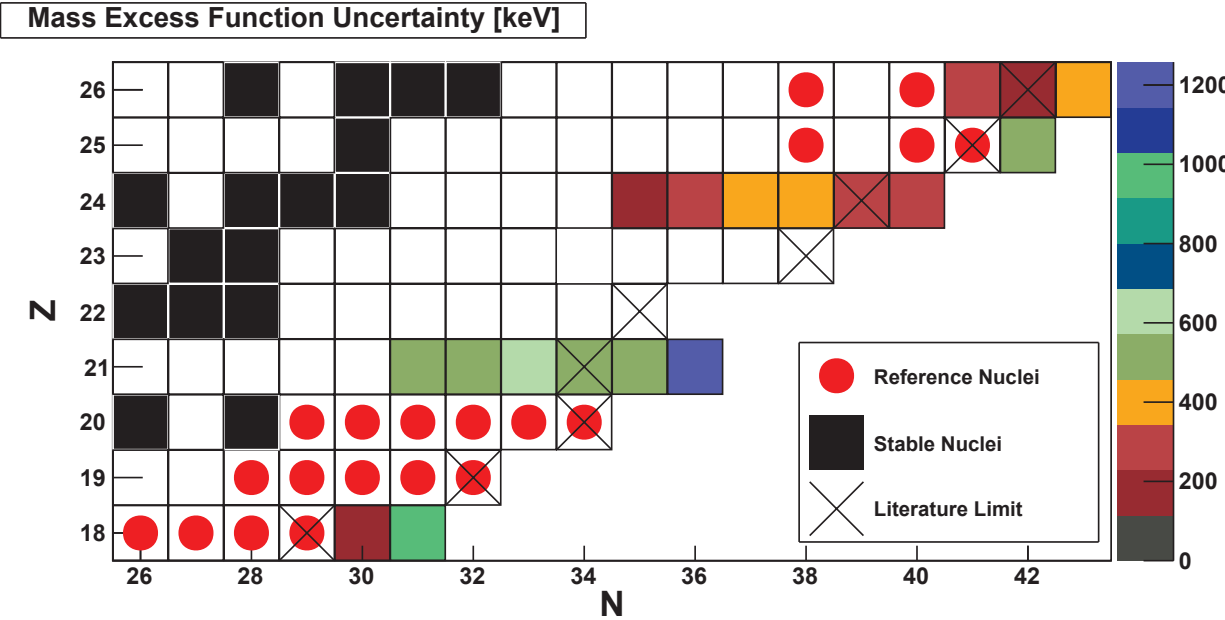 Mass Excess Function Uncertainty [keV]
26
25
24
23
22
21
20
19
18
Z
26 28 30 32 34 36 38 40 42
N
Reference Nuclei
Stable Nuclei
Literature Limit
1200
1000
800
600
400
200
0